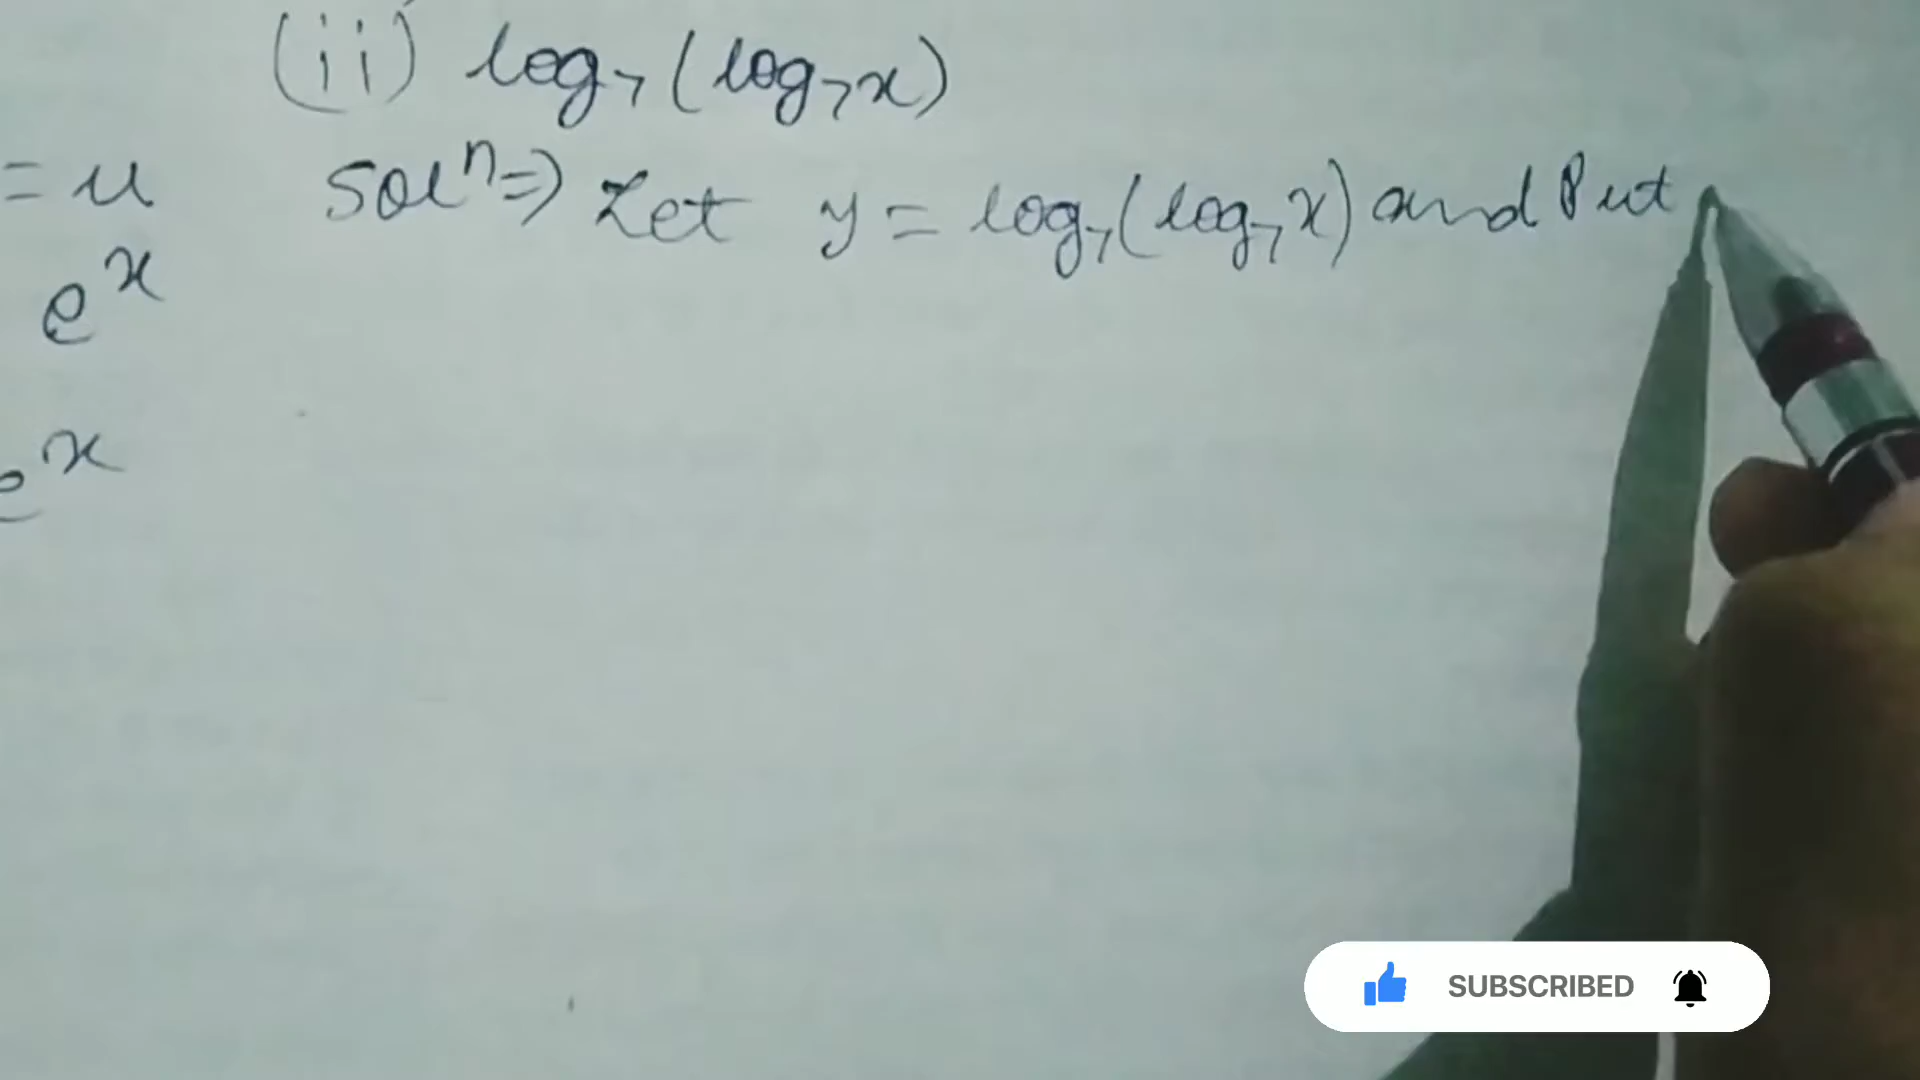 (ii) log₇(log₇x)
= u
Solⁿ=> Let y = log₇(log₇x) and Put
eˣ
eˣ
SUBSCRIBED